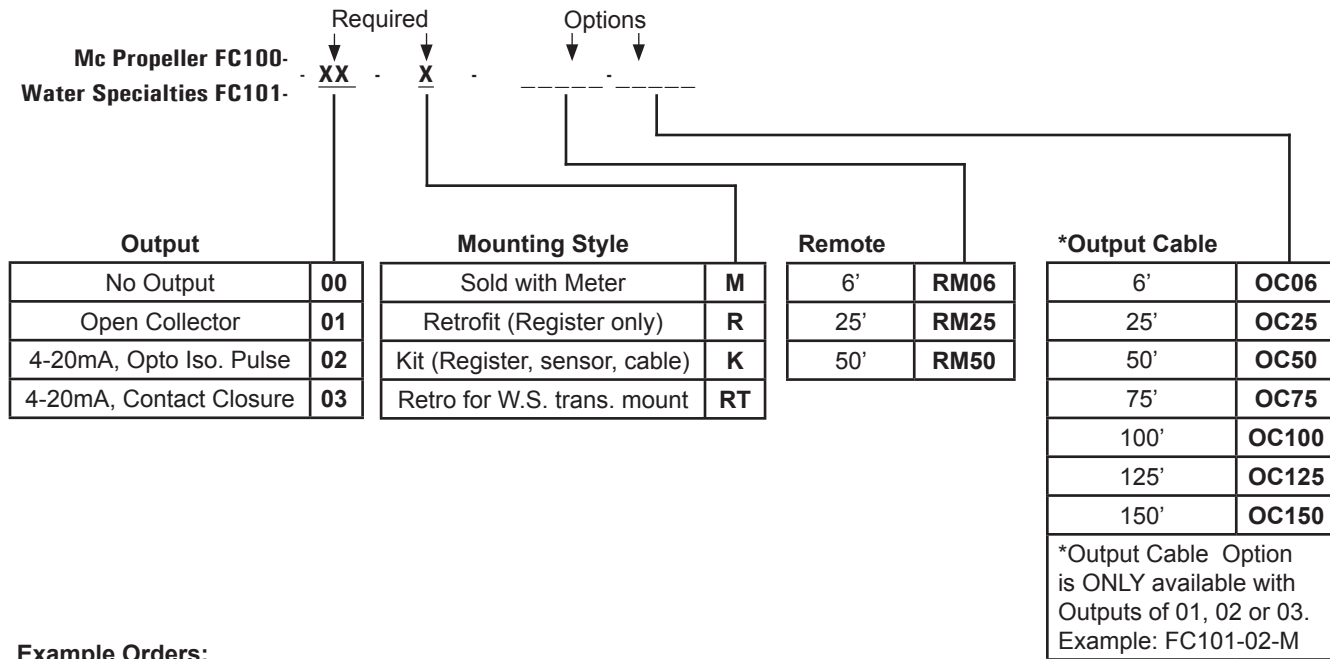 Required Options
Mc Propeller FC100-
Water Specialties FC101-
- XX - X - _____-_____
Output
No Output 00
Open Collector 01
4-20mA, Opto Iso. Pulse 02
4-20mA, Contact Closure 03
Mounting Style
Sold with Meter M
Retrofit (Register only) R
Kit (Register, sensor, cable) K
Retro for W.S. trans. mount RT
Remote
6’ RM06
25’ RM25
50’ RM50
*Output Cable
6’ OC06
25’ OC25
50’ OC50
75’ OC75
100’ OC100
125’ OC125
150’ OC150
*Output Cable Option
is ONLY available with
Outputs of 01, 02 or 03.
Example: FC101-02-M
Example Orders: